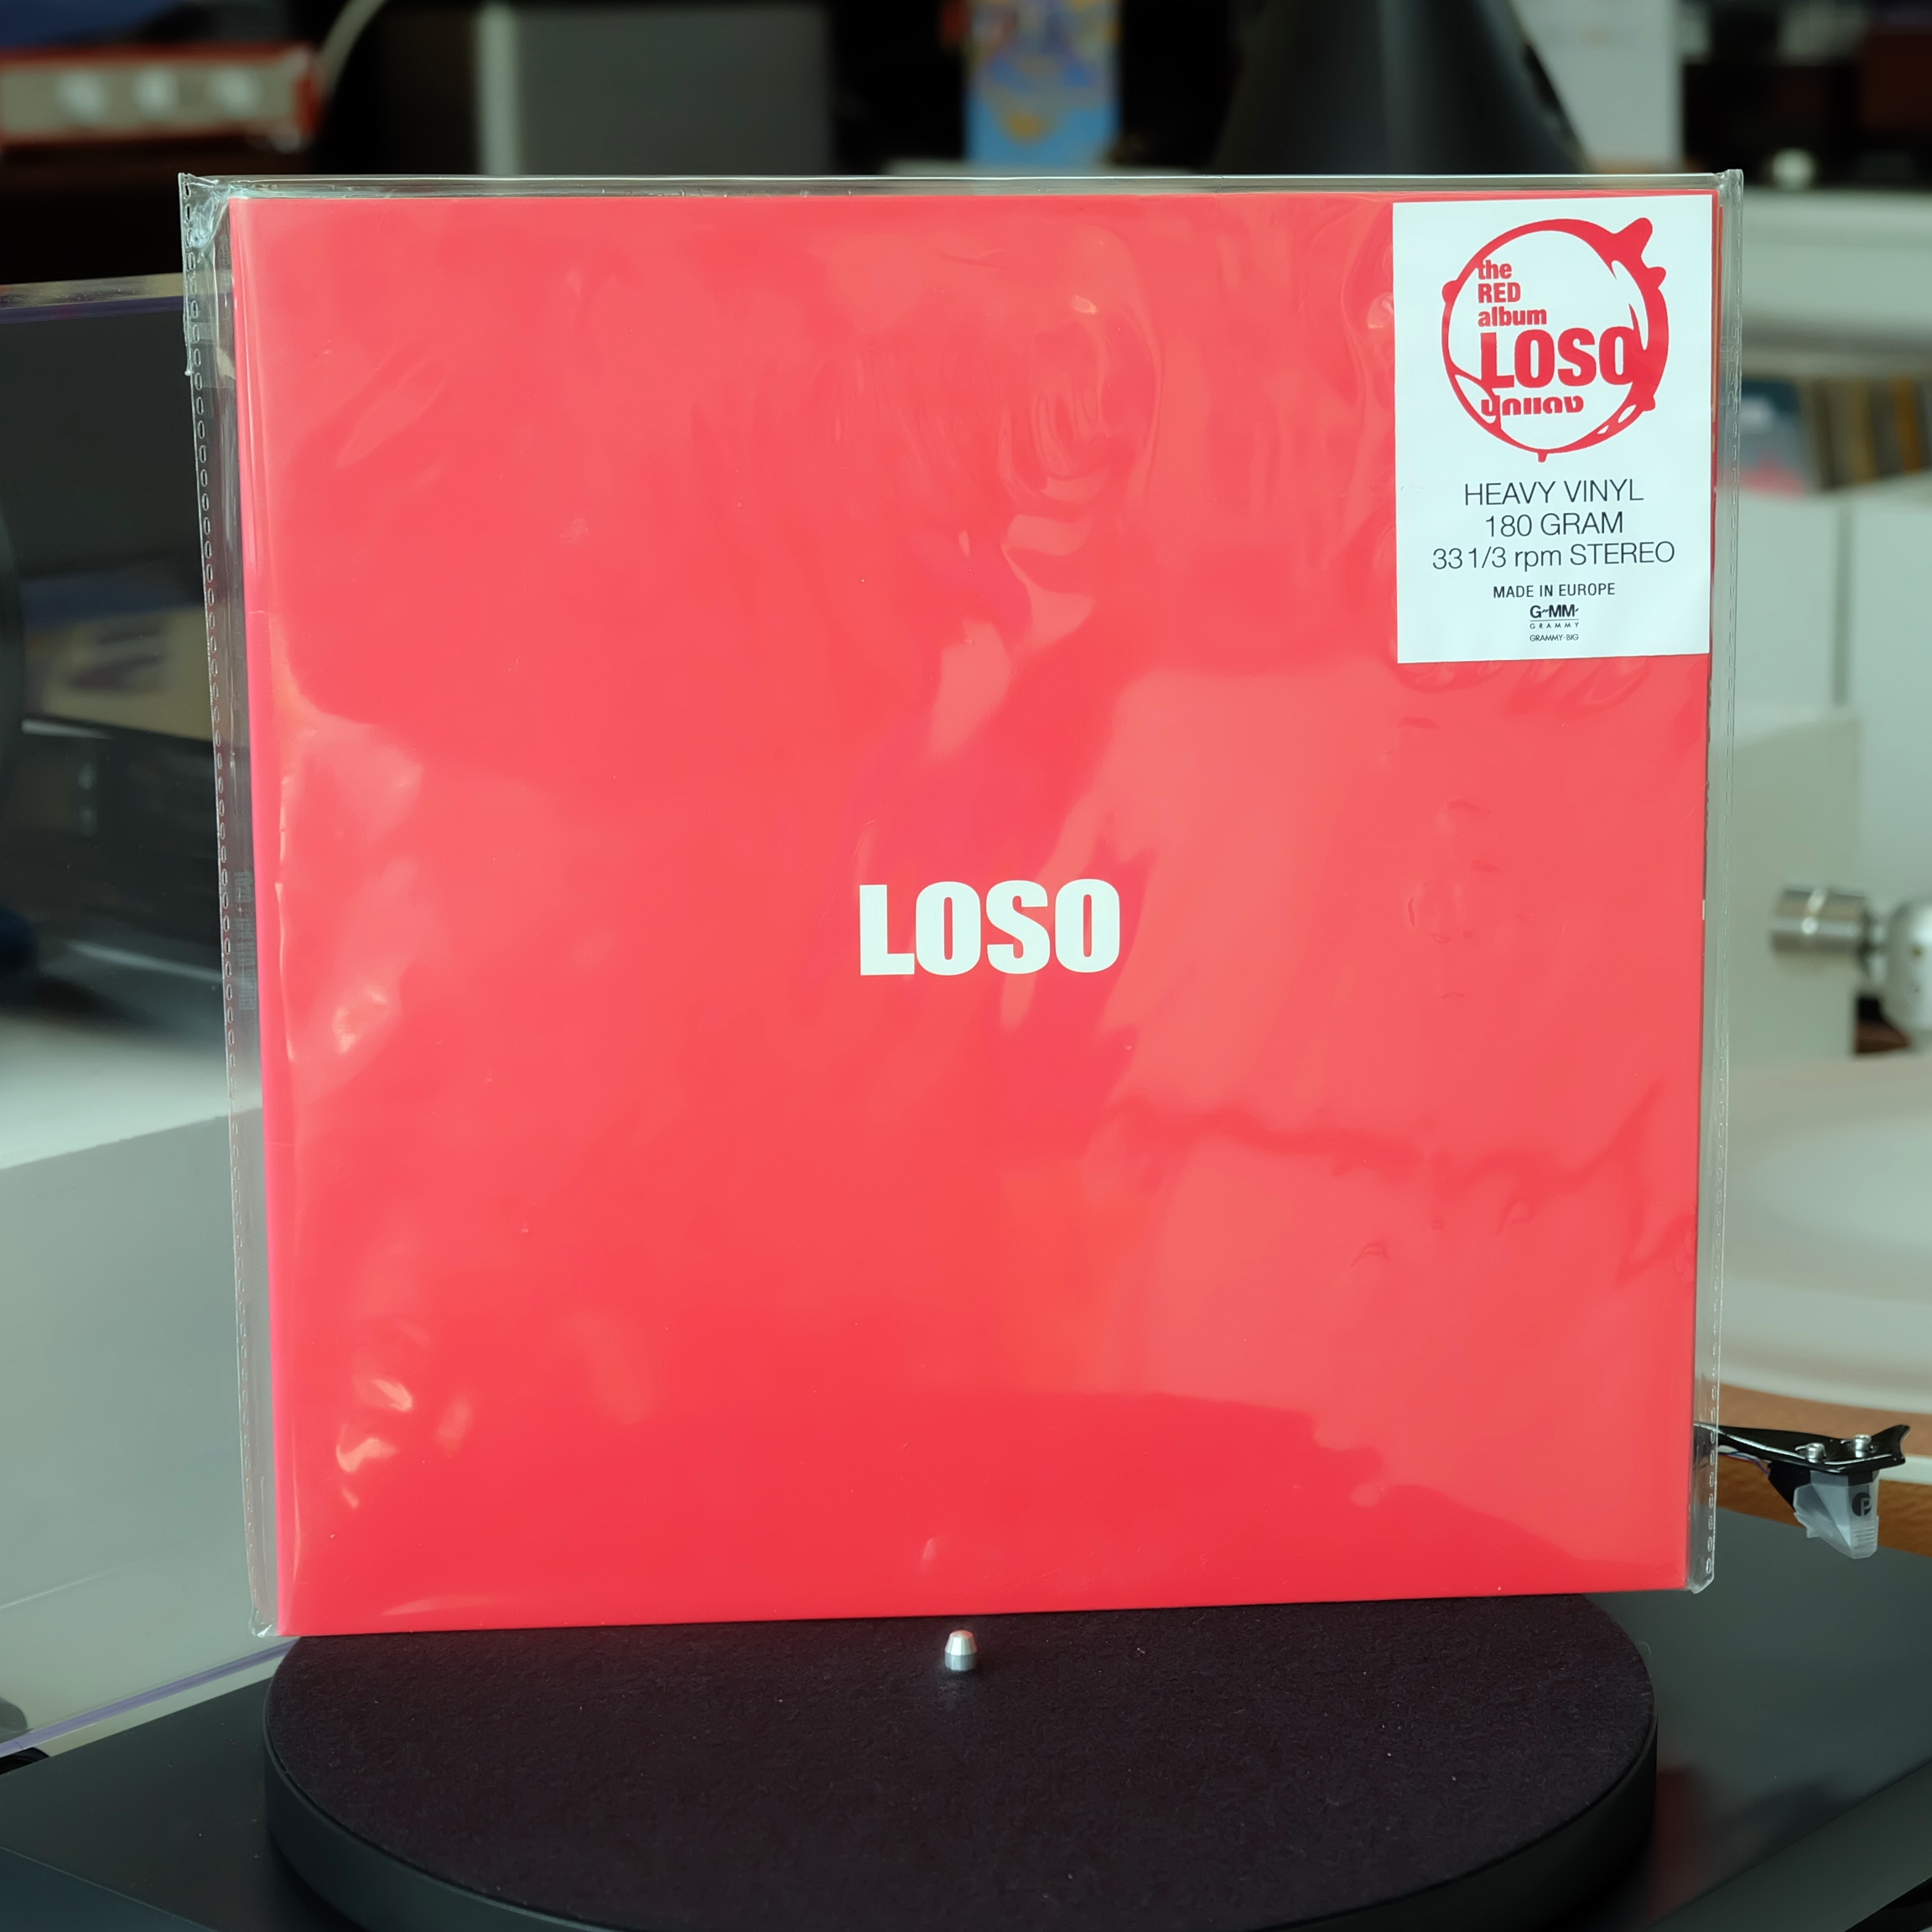 the
RED
album
LOSO
ปกแดง
HEAVY VINYL
180 GRAM
33 1/3 rpm STEREO
MADE IN EUROPE
G"MM'
GRAMMY
GRAMMY BIG
LOSO